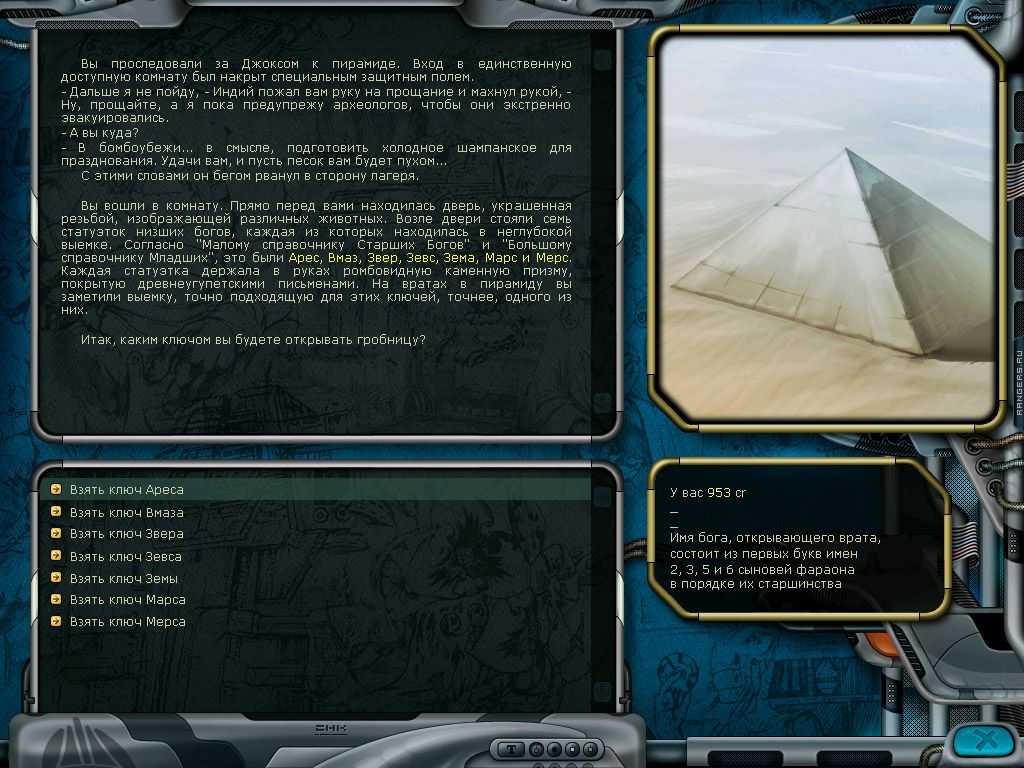 Вы проследовали за Джоксом к пирамиде. Вход в единственную
доступную комнату был накрыт специальным защитным полем.
- Дальше я не пойду, - Индий пожал вам руку на прощание и махнул рукой, -
Ну, прощайте, а я пока предупрежу археологов, чтобы они экстренно
эвакуировались.
- А вы куда?
- В бомбоубежи... в смысле, подготовить холодное шампанское для
празднования. Удачи вам, и пусть песок вам будет пухом...
С этими словами он бегом рванул в сторону лагеря.
Вы вошли в комнату. Прямо перед вами находилась дверь, украшенная
резьбой, изображающей различных животных. Возле двери стояли семь
статуэток низших богов, каждая из которых находилась в неглубокой
выемке. Согласно "Малому справочнику Старших Богов" и "Большому
справочнику Младших", это были Арес, Вмаз, Звер, Зевс, Зема, Марс и Мерс.
Каждая статуэтка держала в руках ромбовидную каменную призму,
покрытую древнеугупетскими письменами. На вратах в пирамиду вы
заметили выемку, точно подходящую для этих ключей, точнее, одного из
них.
Итак, каким ключом вы будете открывать гробницу?
RANGERS.RU
Взять ключ Ареса
Взять ключ Вмаза
Взять ключ Звера
Взять ключ Зевса
Взять ключ Земы
Взять ключ Марса
Взять ключ Мерса
У вас 953 cr
_
_
Имя бога, открывающего врата,
состоит из первых букв имен
2, 3, 5 и 6 сыновей фараона
в порядке их старшинства
T